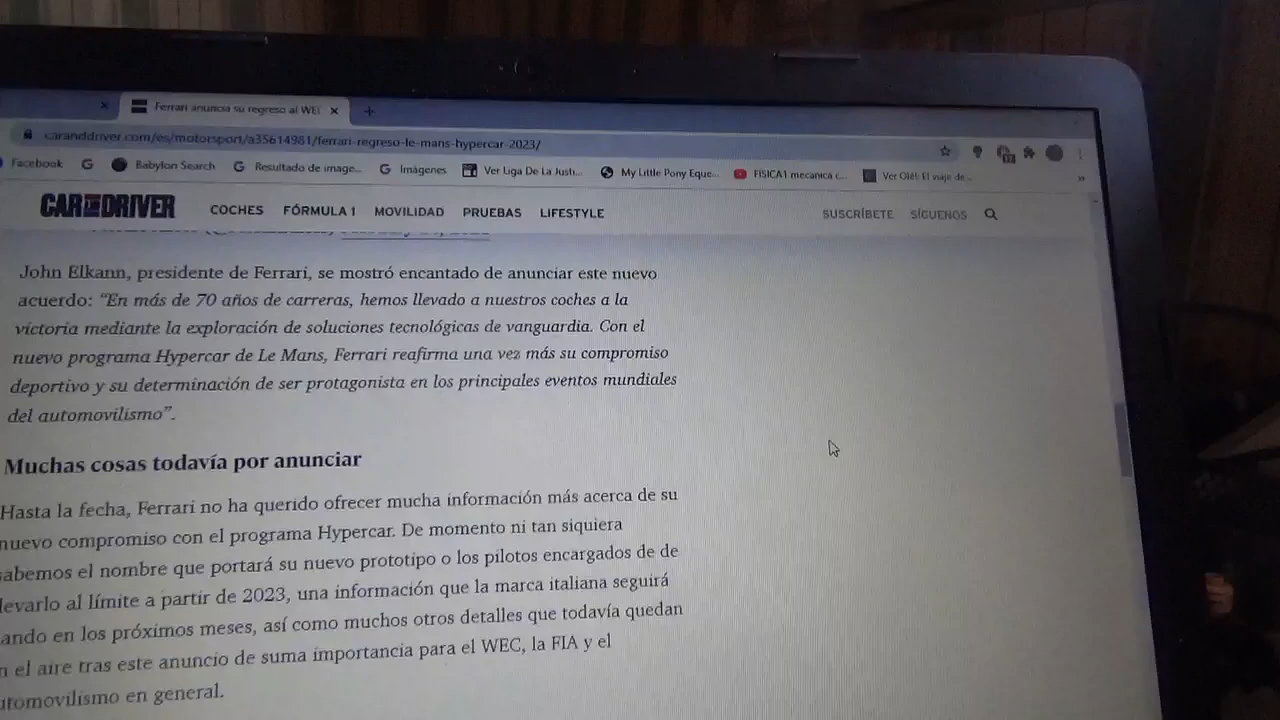 Ferrari anuncia su regreso al WEC
caranddriver.com/es/motorsport/a35614981/ferrari-regreso-le-mans-hypercar-2023/
Facebook
Babylon Search
Resultado de image...
Imágenes
Ver Liga De La Justi...
My Little Pony Eque...
FISICA1 mecanica c...
Ver Olé!: El viaje de...
CAR AND DRIVER
COCHES FÓRMULA 1 MOVILIDAD PRUEBAS LIFESTYLE
SUSCRÍBETE SÍGUENOS
John Elkann, presidente de Ferrari, se mostró encantado de anunciar este nuevo
acuerdo: “En más de 70 años de carreras, hemos llevado a nuestros coches a la
victoria mediante la exploración de soluciones tecnológicas de vanguardia. Con el
nuevo programa Hypercar de Le Mans, Ferrari reafirma una vez más su compromiso
deportivo y su determinación de ser protagonista en los principales eventos mundiales
del automovilismo”.
Muchas cosas todavía por anunciar
Hasta la fecha, Ferrari no ha querido ofrecer mucha información más acerca de su
nuevo compromiso con el programa Hypercar. De momento ni tan siquiera
sabemos el nombre que portará su nuevo prototipo o los pilotos encargados de de
levarlo al límite a partir de 2023, una información que la marca italiana seguirá
ando en los próximos meses, así como muchos otros detalles que todavía quedan
n el aire tras este anuncio de suma importancia para el WEC, la FIA y el
utomovilismo en general.